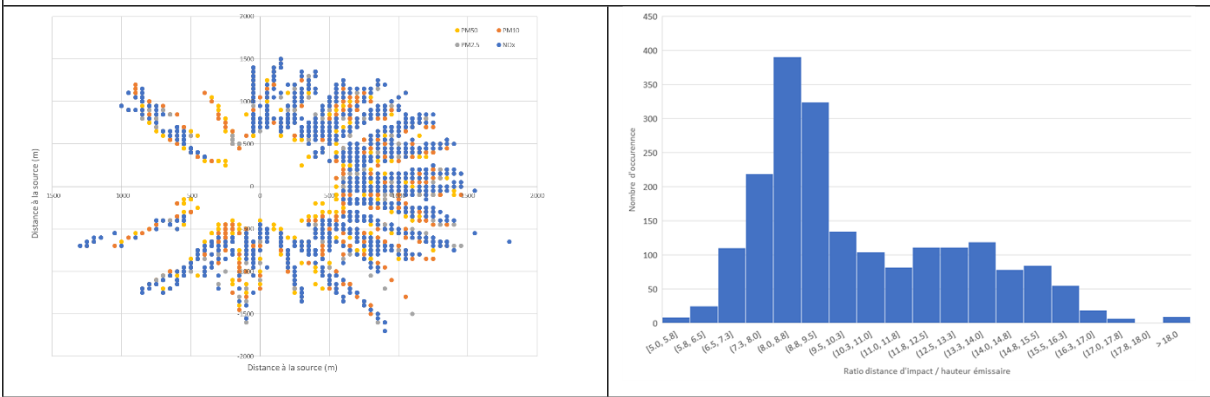 2000
PM50 PM10
PM2.5 NOx
1500
1000
500
1500 1000 500 0 500 1000 1500 2000
-500
-1000
-1500
-2000
Distance à la source (m)
Distance à la source (m)
450
400
350
300
250
200
150
100
50
0
Nombre d'occurennce
[5.0, 5.8] (5.8, 6.5] (6.5, 7.3] (7.3, 8.0] (8.0, 8.8] (8.8, 9.5] (9.5, 10.3] (10.3, 11.0] (11.0, 11.8] (11.8, 12.5] (12.5, 13.3] (13.3, 14.0] (14.0, 14.8] (14.8, 15.5] (15.5, 16.3] (16.3, 17.0] (17.0, 17.8] (17.8, 18.0] > 18.0
Ratio distance d'impact / hauteur émissaire